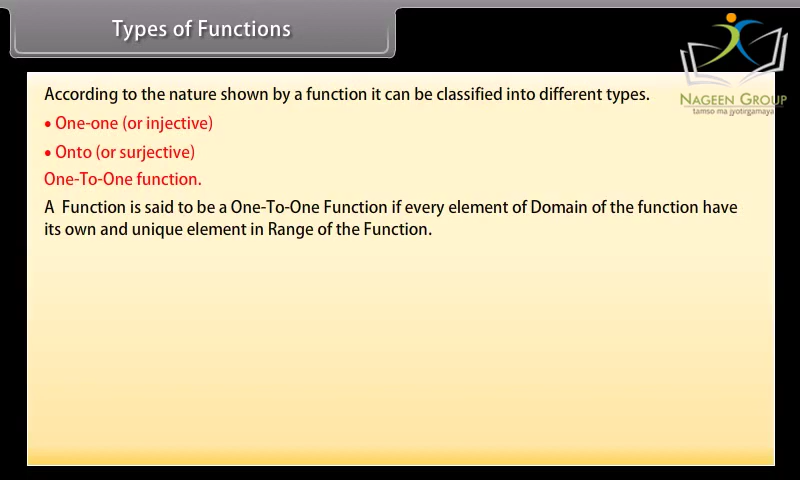 Types of Functions
NAGEEN GROUP
tamso ma jyotirgamaya
According to the nature shown by a function it can be classified into different types.
• One-one (or injective)
• Onto (or surjective)
One-To-One function.
A Function is said to be a One-To-One Function if every element of Domain of the function have
its own and unique element in Range of the Function.